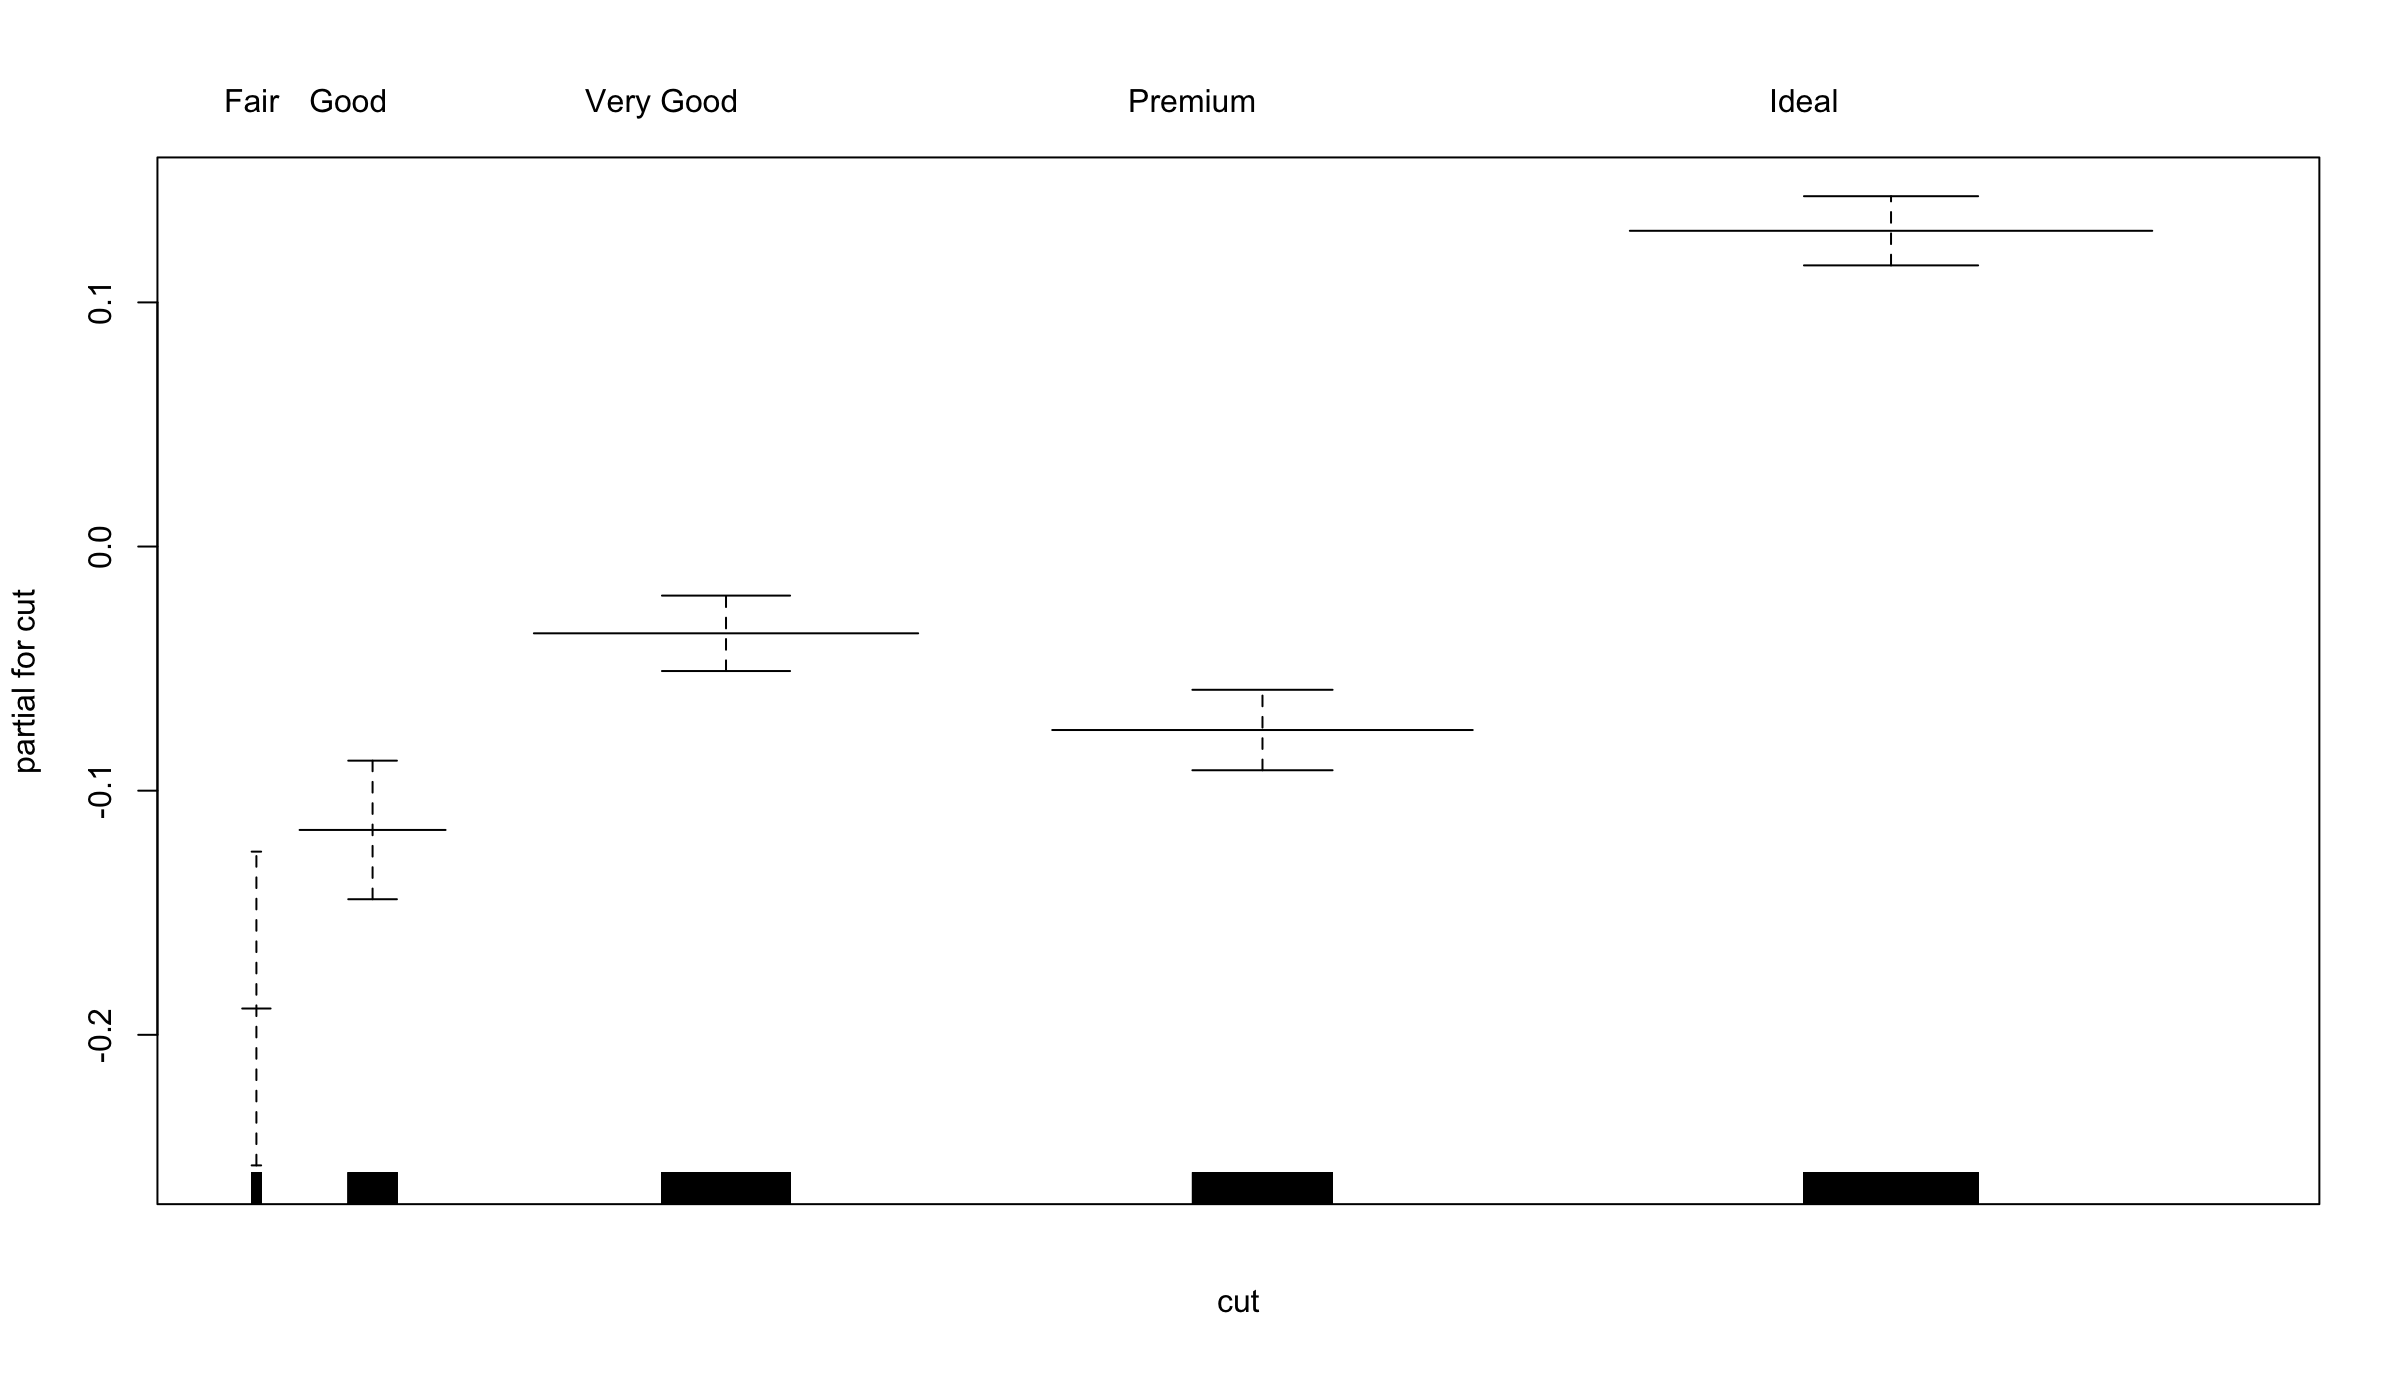 Fair Good Very Good Premium Ideal
0.1
0.0
-0.1
-0.2
partial for cut
cut